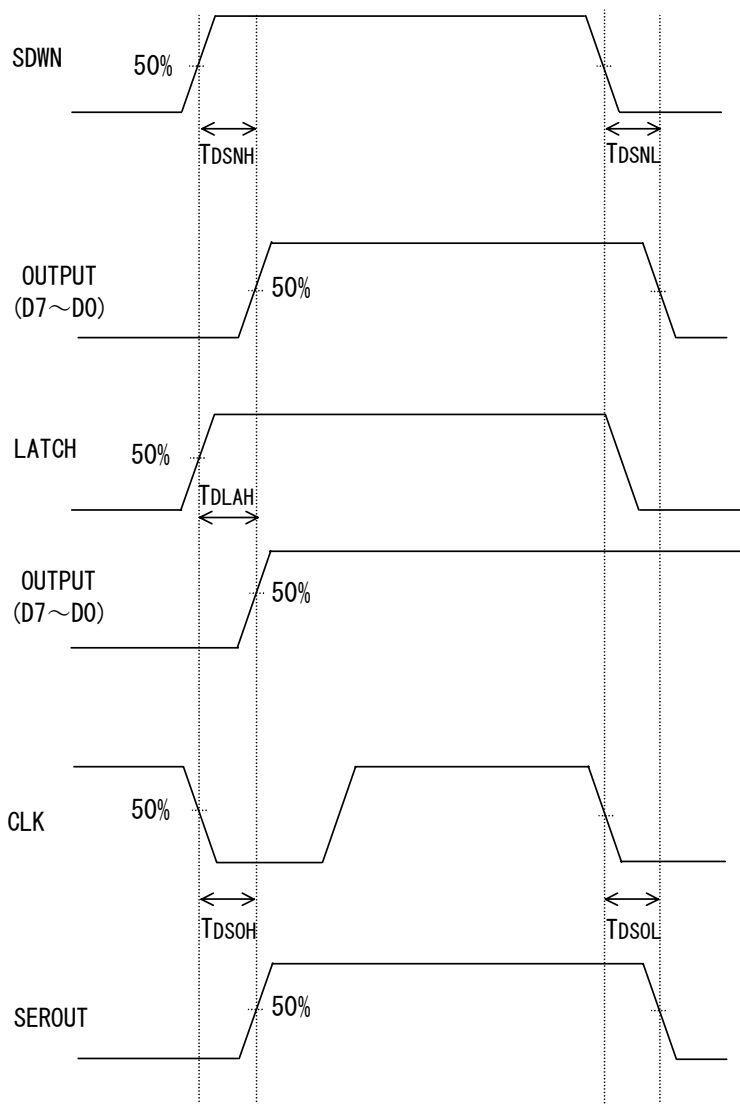 SDWN 50%
TDSNH TDSNL
OUTPUT
(D7～D0)
50%
LATCH 50%
TDLAH
OUTPUT
(D7～D0)
50%
50%
CLK
TDSOH TDSOL
SEROUT 50%